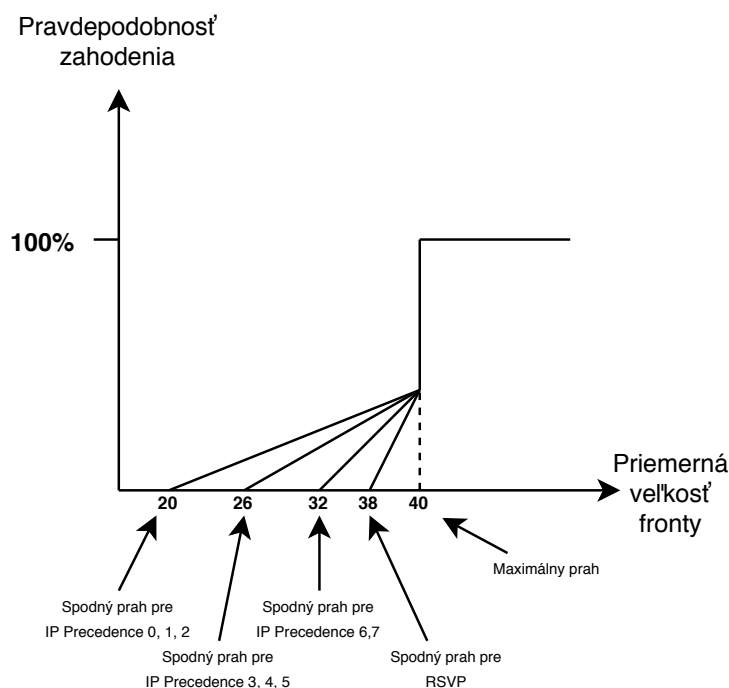 Pravdepodobnosť
zahodenia
100%
20
26
32
38
40
Priemerná
veľkosť
fronty
Maximálny prah
Spodný prah pre
IP Precedence 0, 1, 2
Spodný prah pre
IP Precedence 6,7
Spodný prah pre
IP Precedence 3, 4, 5
Spodný prah pre
RSVP